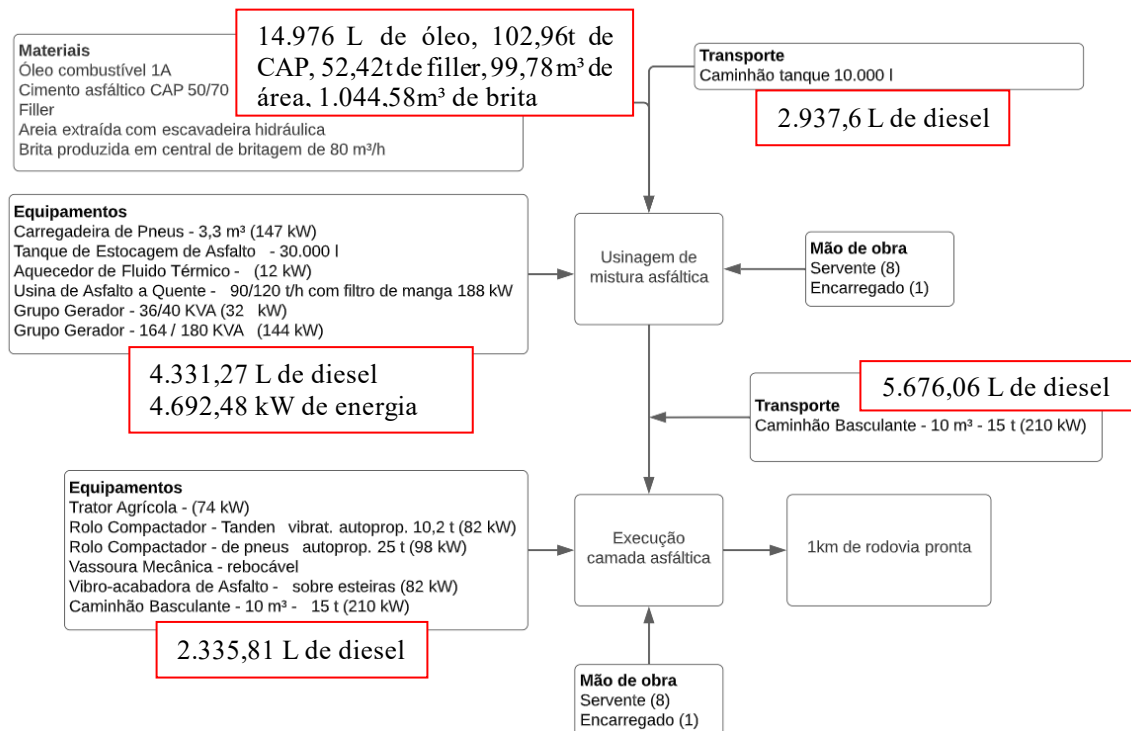 Materiais
Óleo combustível 1A
Cimento asfáltico CAP 50/70
Filler
Areia extraída com escavadeira hidráulica
Brita produzida em central de britagem de 80 m³/h
14.976 L de óleo, 102,96t de
CAP, 52,42t de filler, 99,78m³ de
área, 1.044,58m³ de brita
Transporte
Caminhão tanque 10.000 l
2.937,6 L de diesel
Equipamentos
Carregadeira de Pneus - 3,3 m³ (147 kW)
Tanque de Estocagem de Asfalto - 30.000 l
Aquecedor de Fluido Térmico - (12 kW)
Usina de Asfalto a Quente - 90/120 t/h com filtro de manga 188 kW
Grupo Gerador - 36/40 KVA (32 kW)
Grupo Gerador - 164 / 180 KVA (144 kW)
4.331,27 L de diesel
4.692,48 kW de energia
Usinagem de
mistura asfáltica
Mão de obra
Servente (8)
Encarregado (1)
5.676,06 L de diesel
Transporte
Caminhão Basculante - 10 m³ - 15 t (210 kW)
Equipamentos
Trator Agrícola - (74 kW)
Rolo Compactador - Tanden vibrat. autoprop. 10,2 t (82 kW)
Rolo Compactador - de pneus autoprop. 25 t (98 kW)
Vassoura Mecânica - rebocável
Vibro-acabadora de Asfalto - sobre esteiras (82 kW)
Caminhão Basculante - 10 m³ - 15 t (210 kW)
2.335,81 L de diesel
Execução
camada asfáltica
1km de rodovia pronta
Mão de obra
Servente (8)
Encarregado (1)